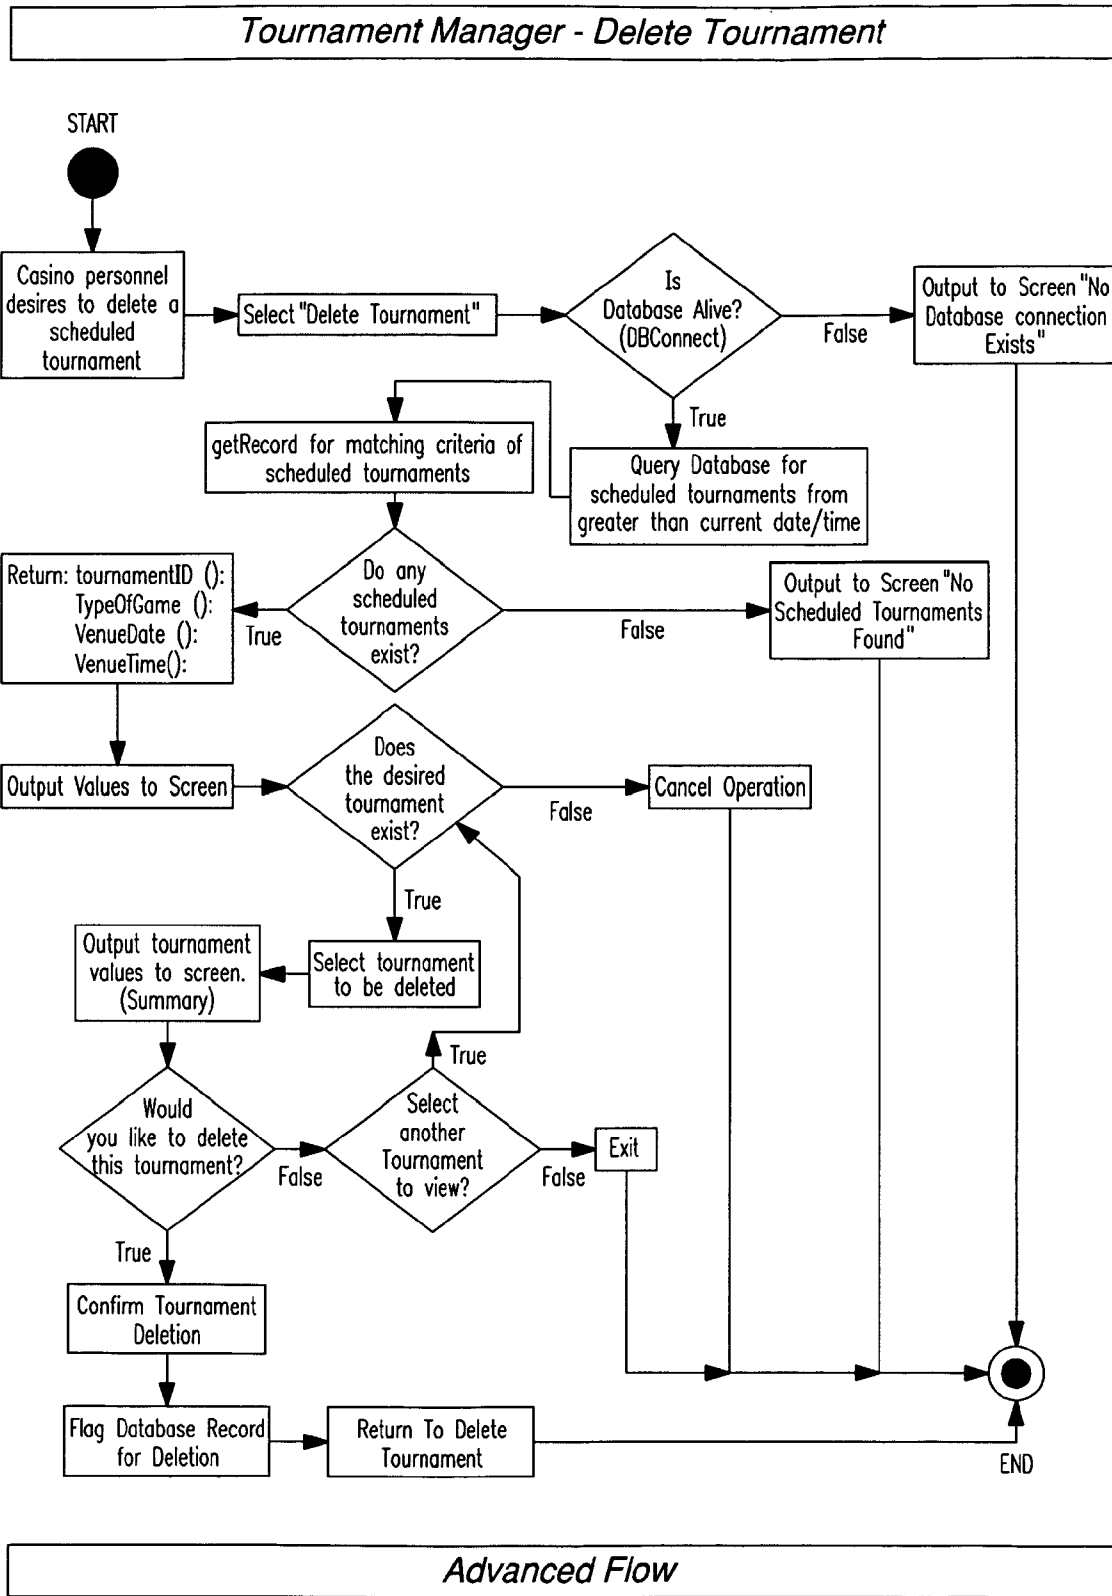 Tournament Manager - Delete Tournament
START
Casino personnel
desires to delete a
scheduled
tournament
Select "Delete Tournament"
Is
Database Alive?
(DBConnect)
False
Output to Screen "No
Database connection
Exists"
True
getRecord for matching criteria of
scheduled tournaments
Query Database for
scheduled tournaments from
greater than current date/time
Return: tournamentID ():
TypeOfGame ():
VenueDate ():
VenueTime():
True
Do any
scheduled
tournaments
exist?
False
Output to Screen "No
Scheduled Tournaments
Found"
Output Values to Screen
Does
the desired
tournament
exist?
False
Cancel Operation
True
Output tournament
values to screen.
(Summary)
Select tournament
to be deleted
True
Would
you like to delete
this tournament?
False
Select
another
Tournament
to view?
False
Exit
True
Confirm Tournament
Deletion
Flag Database Record
for Deletion
Return To Delete
Tournament
END
Advanced Flow